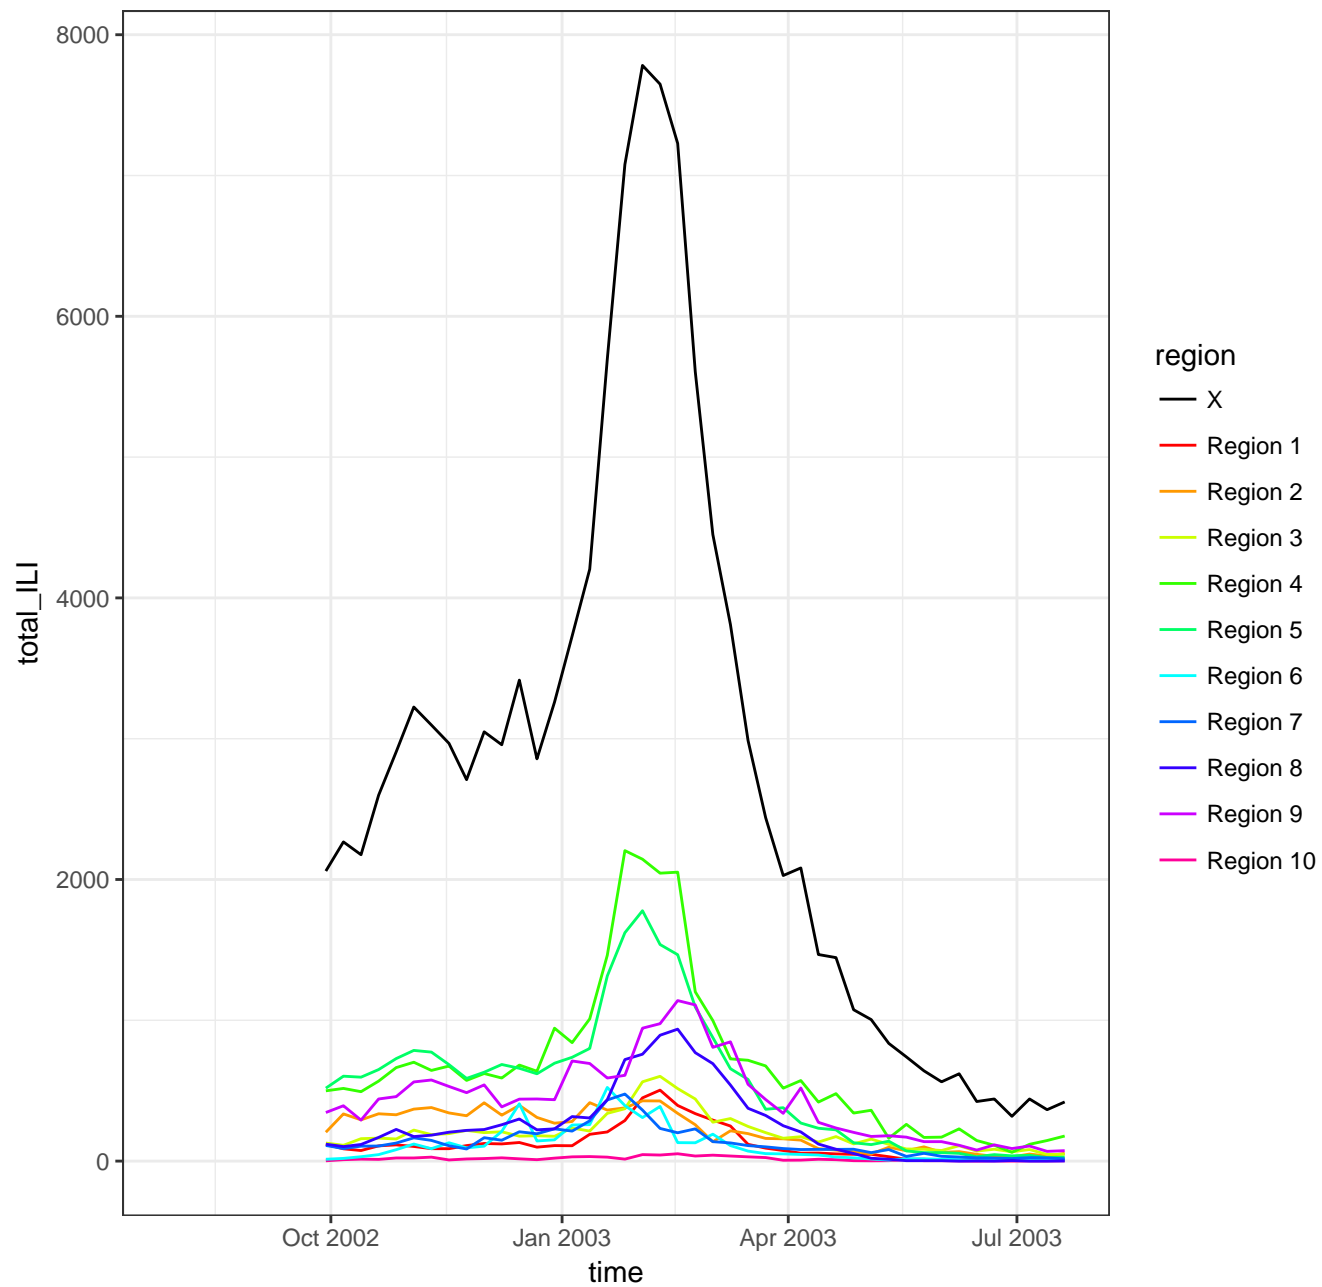 8000
6000
4000
2000
0
total_ILI
Oct 2002
Jan 2003
Apr 2003
Jul 2003
time
region
X
Region 1
Region 2
Region 3
Region 4
Region 5
Region 6
Region 7
Region 8
Region 9
Region 10